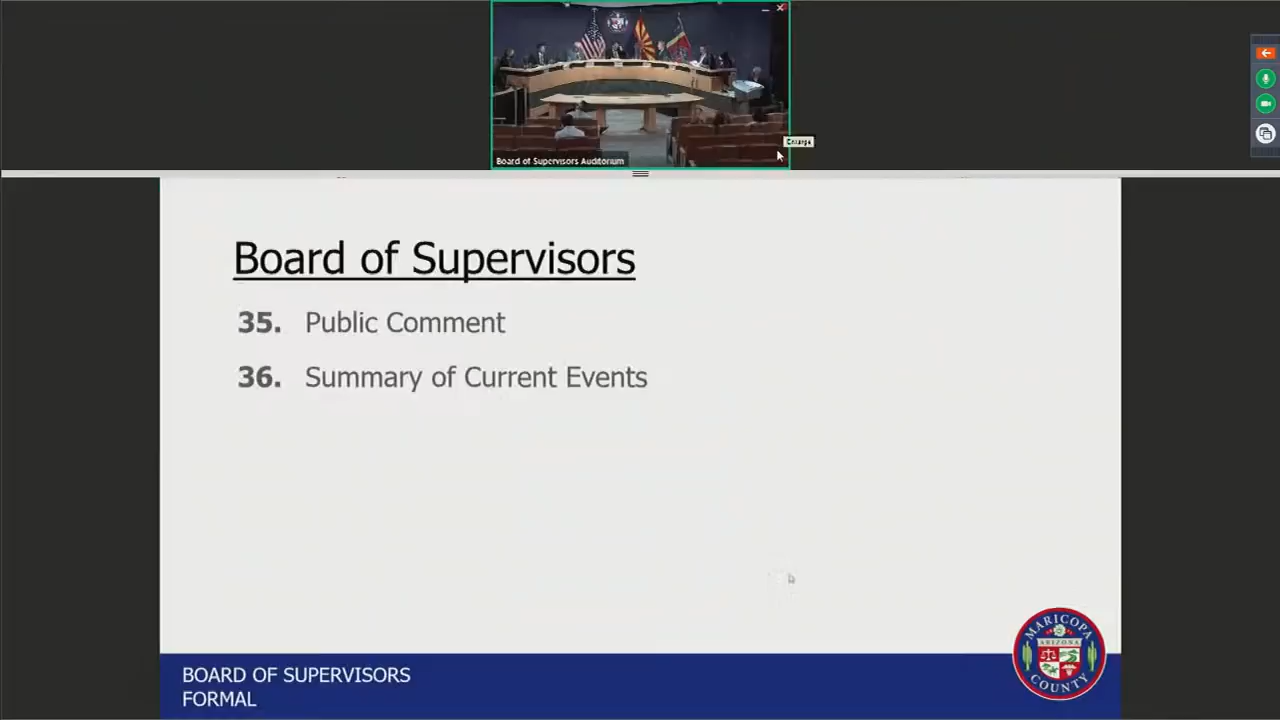 Enlarge
Board of Supervisors Auditorium
Board of Supervisors
35. Public Comment
36. Summary of Current Events
BOARD OF SUPERVISORS
FORMAL
MARICOPA
ARIZONA
COUNTY